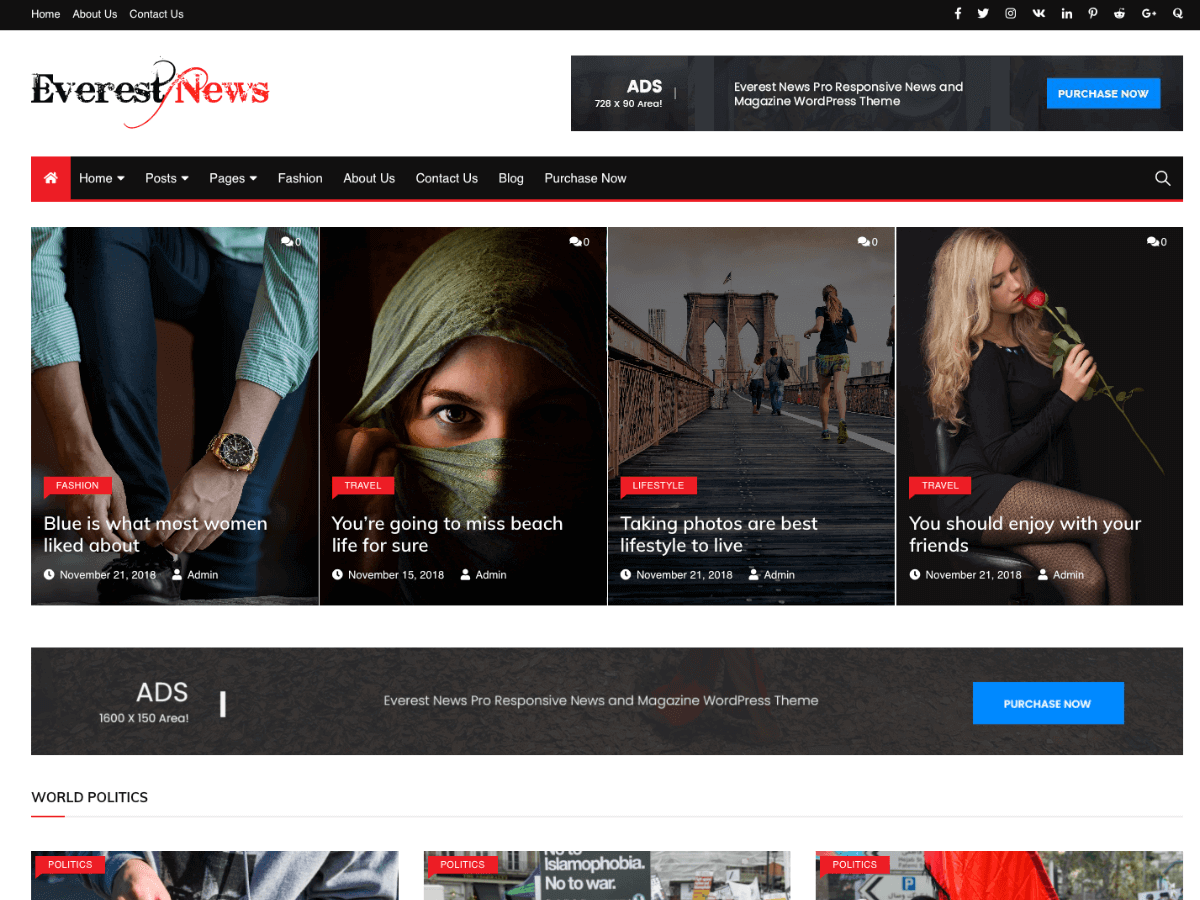 Home About Us Contact Us
Everest News
ADS
728 X 90 Area!
Everest News Pro Responsive News and
Magazine WordPress Theme
PURCHASE NOW
Home Posts Pages Fashion About Us Contact Us Blog Purchase Now
0
0
0
0
FASHION
Blue is what most women
liked about
November 21, 2018 Admin
TRAVEL
You're going to miss beach
life for sure
November 15, 2018 Admin
LIFESTYLE
Taking photos are best
lifestyle to live
November 21, 2018 Admin
TRAVEL
You should enjoy with your
friends
November 21, 2018 Admin
ADS
1600 X 150 Area!
Everest News Pro Responsive News and Magazine WordPress Theme
PURCHASE NOW
WORLD POLITICS
POLITICS
POLITICS
No to
Islamophobia.
No to war.
POLITICS
P